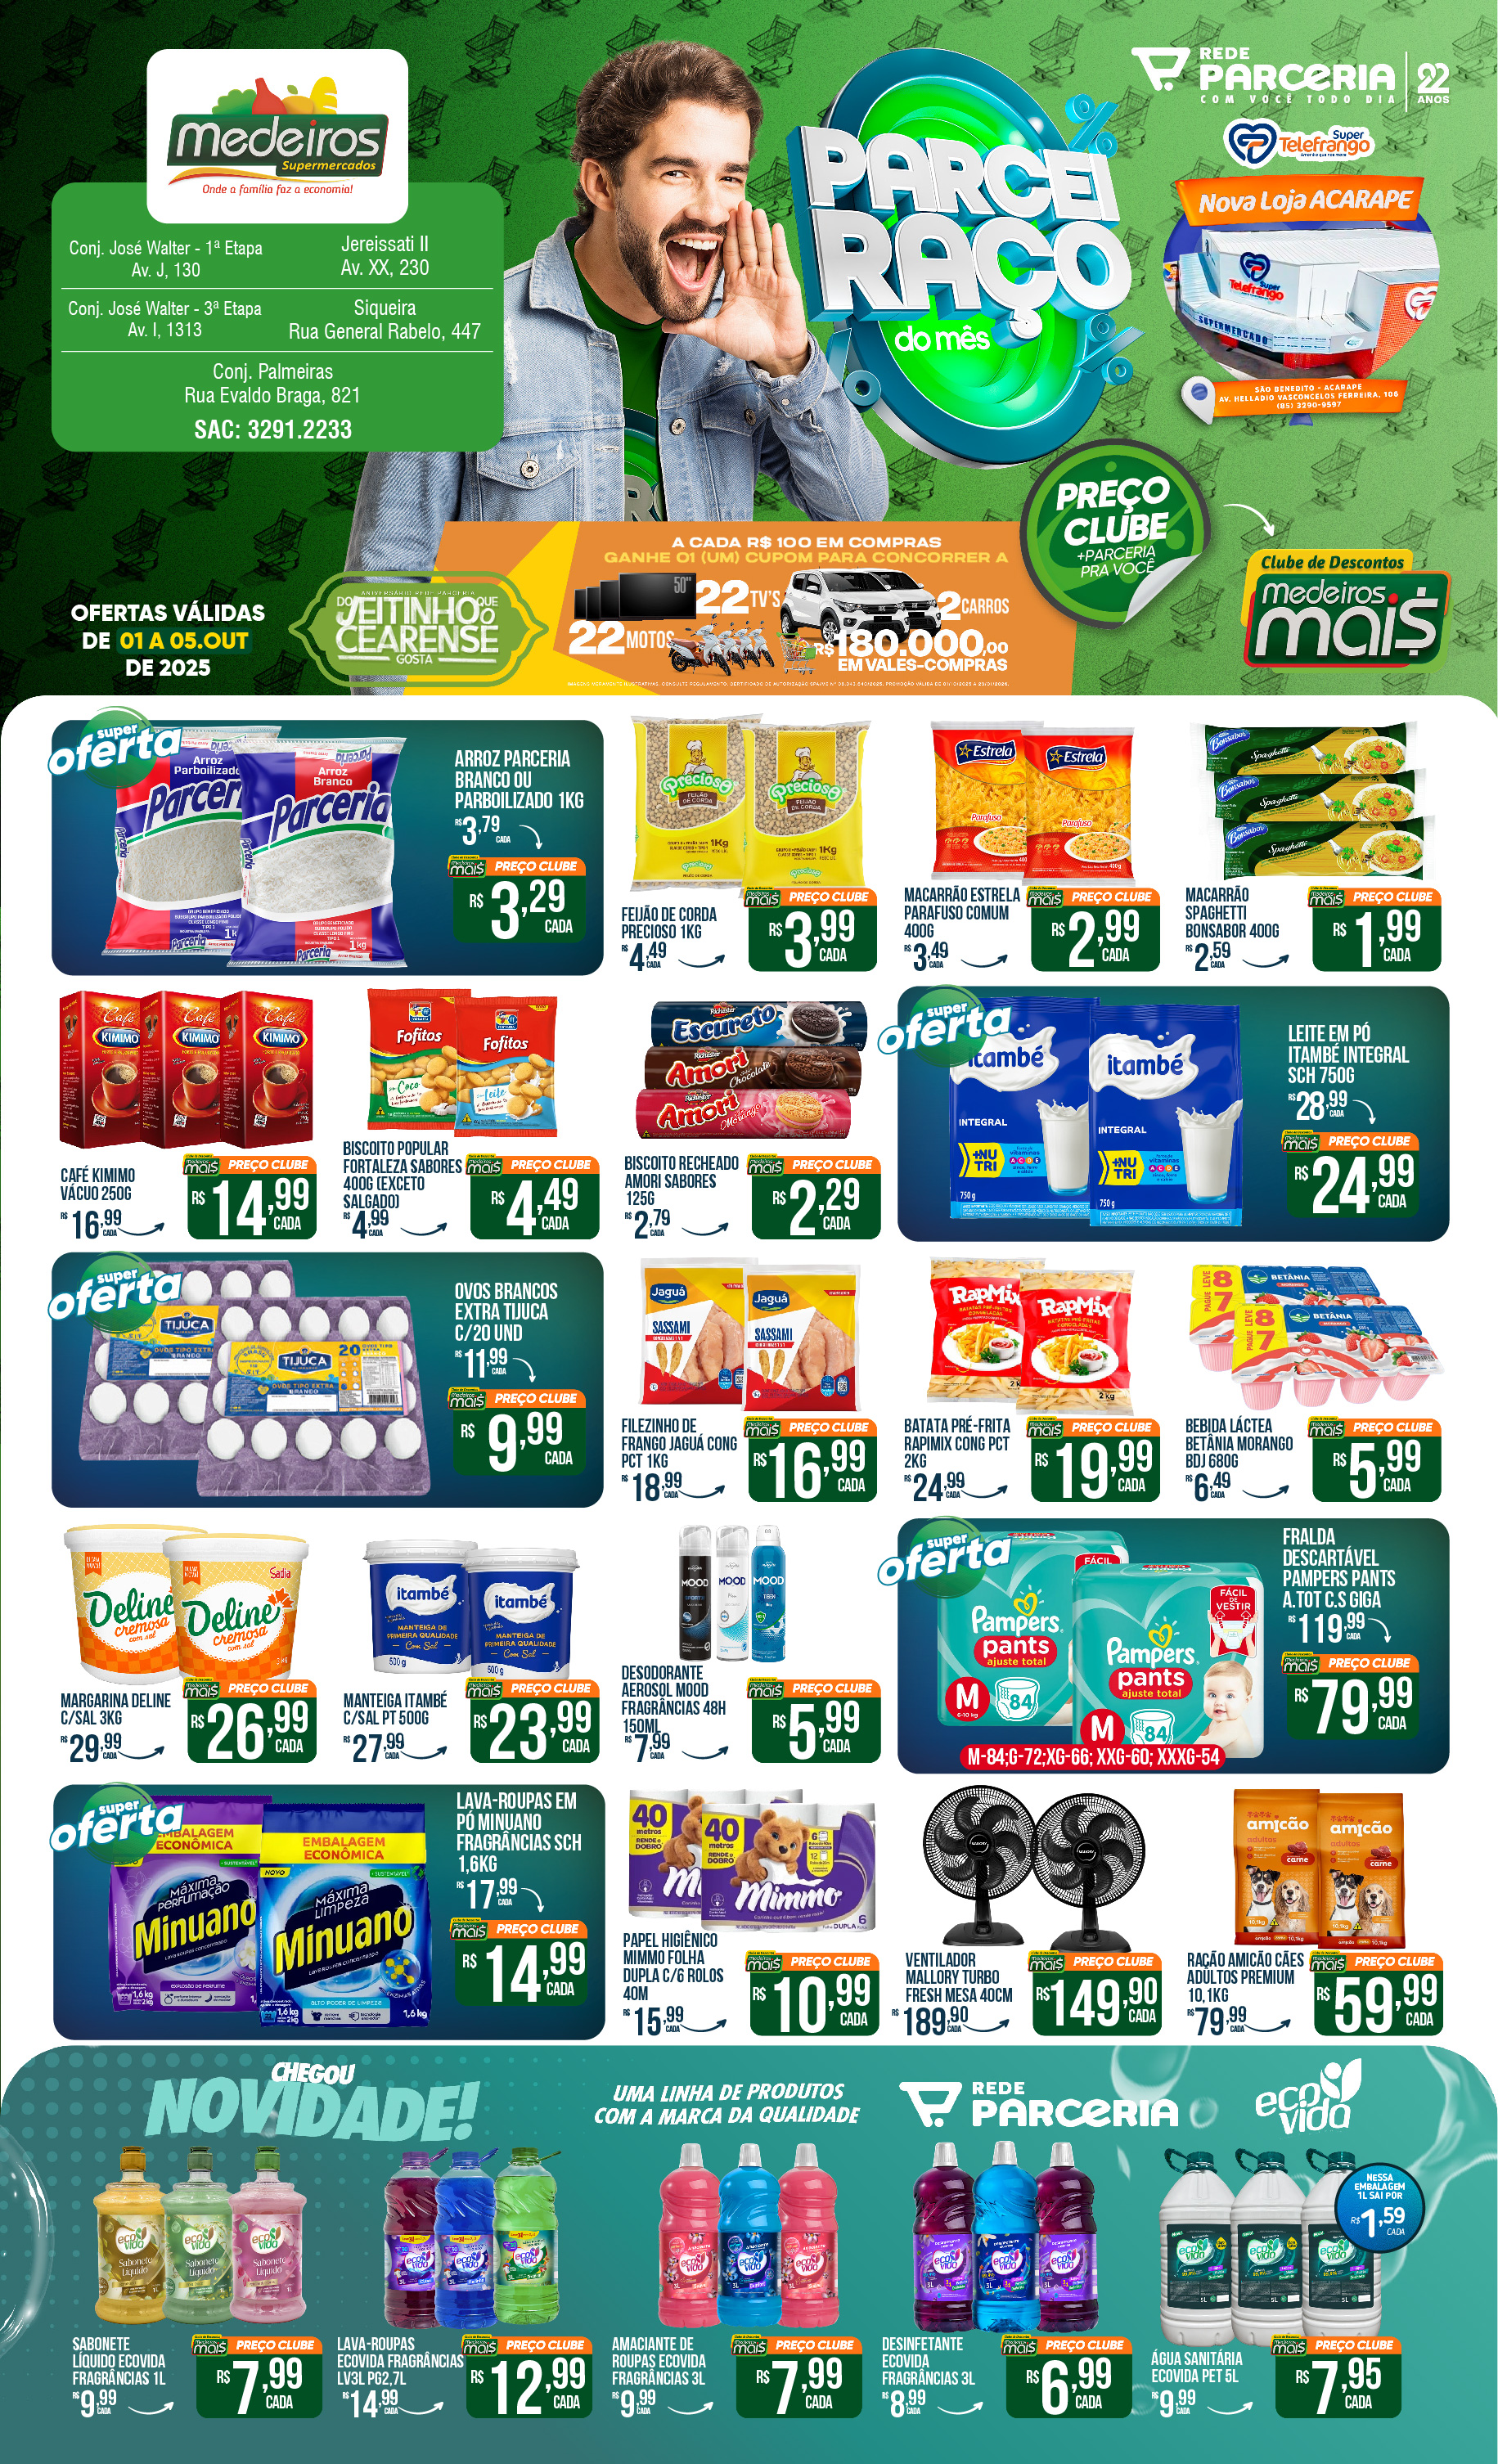 Medeiros
Supermercados
Onde a família faz a economia!
Conj. José Walter - 1ª Etapa
Av. J, 130
Jereissati II
Av. XX, 230
Conj. José Walter - 3ª Etapa
Av. I, 1313
Siqueira
Rua General Rabelo, 447
Conj. Palmeiras
Rua Evaldo Braga, 821
SAC: 3291.2233
PARCEI
RAÇO
do mês
REDE
PARCERIA
COM VOCÊ TODO DIA
22
ANOS
Super
Telefrango
Nova Loja ACARAPE
Super
Telefrango
SUPERMERCADO
SÃO BENEDITO - ACARAPE
AV. HELLADIO VASCONCELOS FERREIRA, 106
(85) 3290-9597
PREÇO
CLUBE
+PARCERIA
PRA VOCÊ
Clube de Descontos
medeiros
mai$
OFERTAS VÁLIDAS
DE 01 A 05.OUT
DE 2025
ANIVERSÁRIO REDE PARCERIA
DO JEITINHO QUE
O CEARENSE
GOSTA
A CADA R$ 100 EM COMPRAS
GANHE 01 (UM) CUPOM PARA CONCORRER A
50"
22 TV'S
22 MOTOS
2 CARROS
R$ 180.000,00
EM VALES-COMPRAS
super
oferta
ARROZ PARCERIA
BRANCO OU
PARBOILIZADO 1KG
R$ 3,79
CADA
PREÇO CLUBE
R$ 3,29
CADA
FEIJÃO DE CORDA
PRECIOSO 1KG
R$ 4,49
CADA
PREÇO CLUBE
R$ 3,99
CADA
MACARRÃO ESTRELA
PARAFUSO COMUM
400G
R$ 3,49
CADA
PREÇO CLUBE
R$ 2,99
CADA
MACARRÃO
SPAGHETTI
BONSABOR 400G
R$ 2,59
CADA
PREÇO CLUBE
R$ 1,99
CADA
CAFÉ KIMIMO
VÁCUO 250G
R$ 16,99
CADA
PREÇO CLUBE
R$ 14,99
CADA
BISCOITO POPULAR
FORTALEZA SABORES
400G (EXCETO
SALGADO)
R$ 4,99
CADA
PREÇO CLUBE
R$ 4,49
CADA
BISCOITO RECHEADO
AMORI SABORES
125G
R$ 2,79
CADA
PREÇO CLUBE
R$ 2,29
CADA
super
oferta
LEITE EM PÓ
ITAMBÉ INTEGRAL
SCH 750G
R$ 28,99
CADA
PREÇO CLUBE
R$ 24,99
CADA
super
oferta
OVOS BRANCOS
EXTRA TIJUCA
C/20 UND
R$ 11,99
CADA
PREÇO CLUBE
R$ 9,99
CADA
FILEZINHO DE
FRANGO JAGUÁ CONG
PCT 1KG
R$ 18,99
CADA
PREÇO CLUBE
R$ 16,99
CADA
BATATA PRÉ-FRITA
RAPIMIX CONG PCT
2KG
R$ 24,99
CADA
PREÇO CLUBE
R$ 19,99
CADA
BEBIDA LÁCTEA
BETÂNIA MORANGO
BDJ 680G
R$ 6,49
CADA
PREÇO CLUBE
R$ 5,99
CADA
MARGARINA DELINE
C/SAL 3KG
R$ 29,99
CADA
PREÇO CLUBE
R$ 26,99
CADA
MANTEIGA ITAMBÉ
C/SAL PT 500G
R$ 27,99
CADA
PREÇO CLUBE
R$ 23,99
CADA
DESODORANTE
AEROSOL MOOD
FRAGRÂNCIAS 48H
150ML
R$ 7,99
CADA
PREÇO CLUBE
R$ 5,99
CADA
super
oferta
FRALDA
DESCARTÁVEL
PAMPERS PANTS
A.TOT C.S GIGA
R$ 119,99
CADA
PREÇO CLUBE
R$ 79,99
CADA
M-84;G-72;XG-66; XXG-60; XXXG-54
super
oferta
LAVA-ROUPAS EM
PÓ MINUANO
FRAGRÂNCIAS SCH
1,6KG
R$ 17,99
CADA
PREÇO CLUBE
R$ 14,99
CADA
PAPEL HIGIÊNICO
MIMMO FOLHA
DUPLA C/6 ROLOS
40M
R$ 15,99
CADA
PREÇO CLUBE
R$ 10,99
CADA
VENTILADOR
MALLORY TURBO
FRESH MESA 40CM
R$ 189,90
CADA
PREÇO CLUBE
R$ 149,90
CADA
RAÇÃO AMICÃO CÃES
ADULTOS PREMIUM
10,1KG
R$ 79,99
CADA
PREÇO CLUBE
R$ 59,99
CADA
CHEGOU
NOVIDADE!
UMA LINHA DE PRODUTOS
COM A MARCA DA QUALIDADE
REDE
PARCERIA
eco
vida
NESSA
EMBALAGEM
1L SAI POR
R$ 1,59
CADA
SABONETE
LÍQUIDO ECOVIDA
FRAGRÂNCIAS 1L
R$ 9,99
CADA
PREÇO CLUBE
R$ 7,99
CADA
LAVA-ROUPAS
ECOVIDA FRAGRÂNCIAS
LV3L PG2,7L
R$ 14,99
CADA
PREÇO CLUBE
R$ 12,99
CADA
AMACIANTE DE
ROUPAS ECOVIDA
FRAGRÂNCIAS 3L
R$ 9,99
CADA
PREÇO CLUBE
R$ 7,99
CADA
DESINFETANTE
ECOVIDA
FRAGRÂNCIAS 3L
R$ 8,99
CADA
PREÇO CLUBE
R$ 6,99
CADA
ÁGUA SANITÁRIA
ECOVIDA PET 5L
R$ 9,99
CADA
PREÇO CLUBE
R$ 7,95
CADA